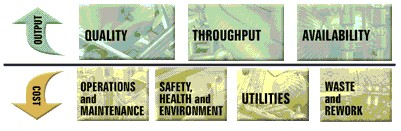 OUTPUT
QUALITY
THROUGHPUT
AVAILABILITY
COST
OPERATIONS
and
MAINTENANCE
SAFETY,
HEALTH and
ENVIRONMENT
UTILITIES
WASTE
and
REWORK